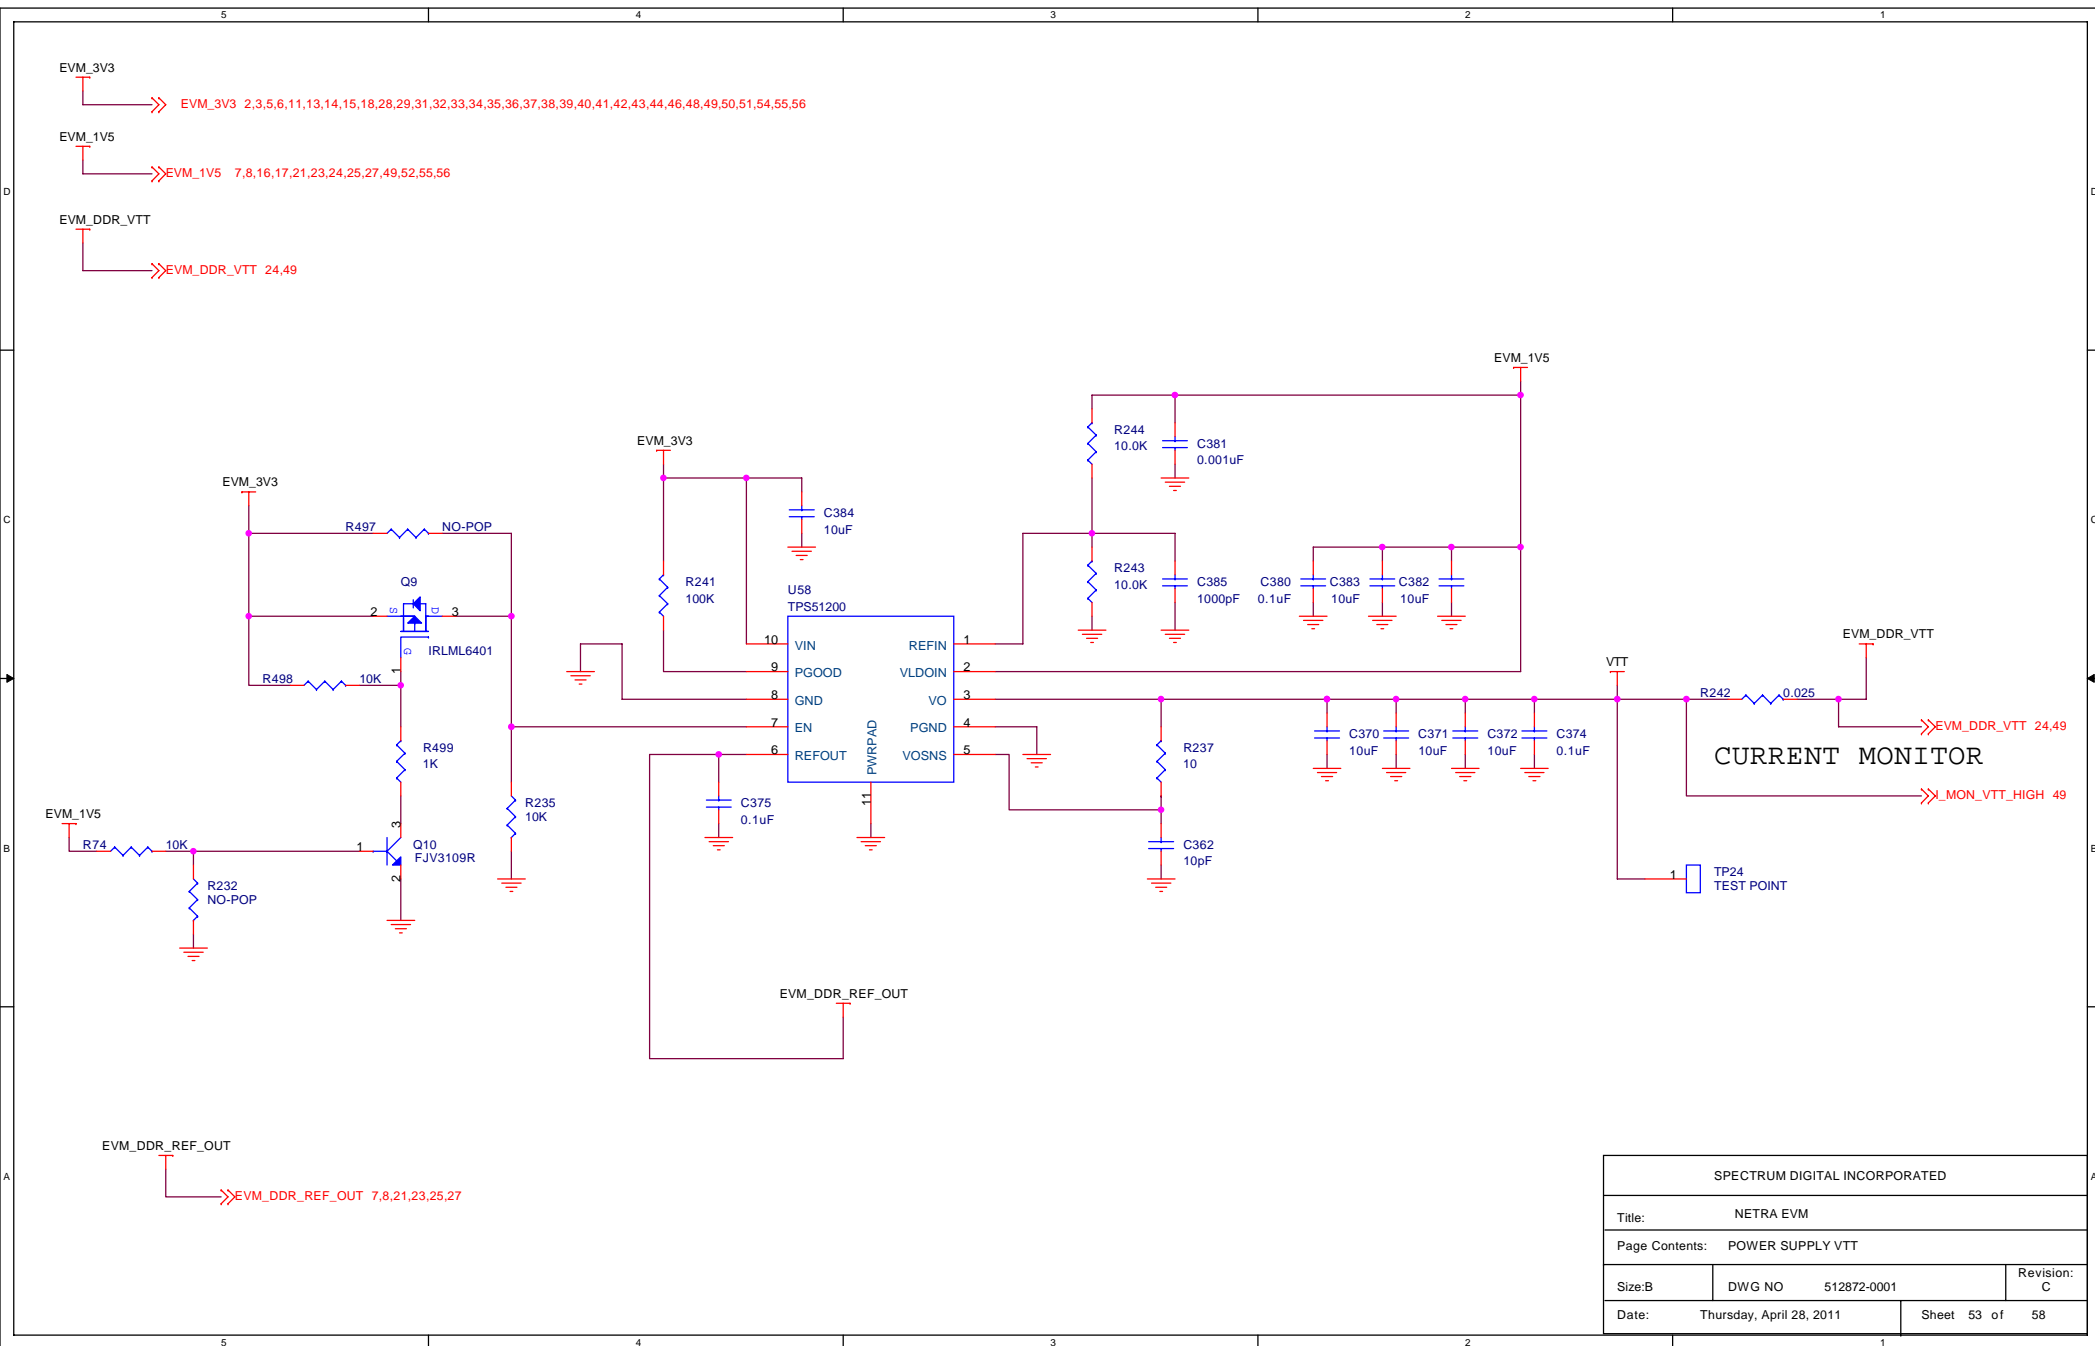 5 4 3 2 1
EVM_3V3
EVM_3V3 2,3,5,6,11,13,14,15,18,28,29,31,32,33,34,35,36,37,38,39,40,41,42,43,44,46,48,49,50,51,54,55,56
EVM_1V5
EVM_1V5 7,8,16,17,21,23,24,25,27,49,52,55,56
D D
EVM_DDR_VTT
EVM_DDR_VTT 24,49
EVM_1V5
R244
10.0K
C381
0.001uF
EVM_3V3
EVM_3V3
C384
10uF
C C
R497 NO-POP
Q9
2 S D 3
G
IRLML6401
1
R498 10K
R241
100K
R243
10.0K
C385
1000pF
C380
0.1uF
C383
10uF
C382
10uF
U58
TPS51200
10 VIN
9 PGOOD
8 GND
7 EN
6 REFOUT
PWRPAD
11
REFIN 1
VLDOIN 2
VO 3
PGND 4
VOSNS 5
EVM_DDR_VTT
VTT
R242 0.025
EVM_DDR_VTT 24,49
CURRENT MONITOR
I_MON_VTT_HIGH 49
R499
1K
R237
10
C370
10uF
C371
10uF
C372
10uF
C374
0.1uF
R235
10K
C375
0.1uF
C362
10pF
EVM_1V5
R74 10K
B B
1
3
2
Q10
FJV3109R
R232
NO-POP
1
TP24
TEST POINT
EVM_DDR_REF_OUT
EVM_DDR_REF_OUT
A A
EVM_DDR_REF_OUT 7,8,21,23,25,27
SPECTRUM DIGITAL INCORPORATED
Title: NETRA EVM
Page Contents: POWER SUPPLY VTT
Size:B DWG NO 512872-0001 Revision:
C
Date: Thursday, April 28, 2011 Sheet 53 of 58
5 4 3 2 1